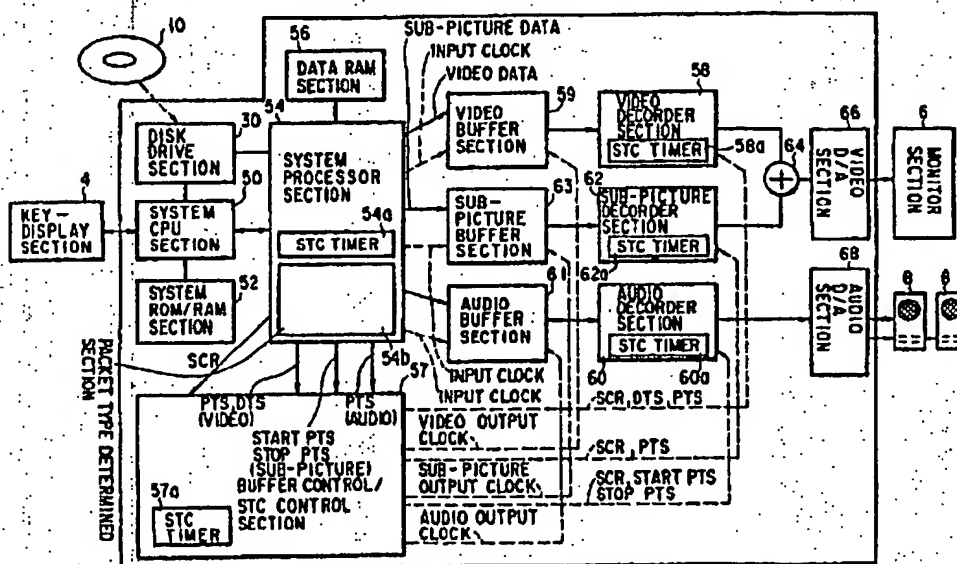 10
56
DATA RAM
SECTION
SUB-PICTURE DATA
INPUT CLOCK
VIDEO DATA
54
30
DISK
DRIVE
SECTION
SYSTEM
PROCESSOR
SECTION
59
VIDEO
BUFFER
SECTION
58
VIDEO
DECORDER
SECTION
STC TIMER
58a
64
66
VIDEO
D/A
SECTION
6
MONITOR
SECTION
4
KEY-
DISPLAY
SECTION
50
SYSTEM
CPU
SECTION
54a
STC TIMER
63
SUB-
PICTURE
BUFFER
SECTION
62
SUB-PICTURE
DECORDER
SECTION
STC TIMER
62a
52
SYSTEM
ROM/RAM
SECTION
54b
61
AUDIO
BUFFER
SECTION
AUDIO
DECORDER
SECTION
STC TIMER
60
60a
68
AUDIO
D/A
SECTION
8
8
PACKET TYPE DETERMINED
SECTION
SCR
57
INPUT CLOCK
INPUT CLOCK
PTS,DTS
(VIDEO)
PTS
(AUDIO)
START PTS
STOP PTS
(SUB-PICTURE)
BUFFER CONTROL/
STC CONTROL
SECTION
57a
STC
TIMER
VIDEO OUTPUT
CLOCK
SCR,DTS,PTS
SCR,PTS
SUB-PICTURE
OUTPUT CLOCK
SCR,START PTS
STOP PTS
AUDIO OUTPUT
CLOCK